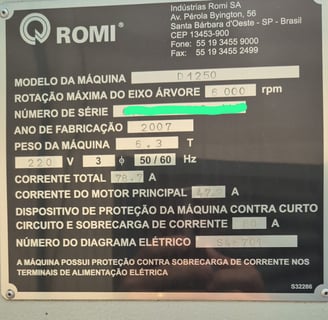 ROMI
Indústrias Romi SA
Av. Pérola Byington, 56
Santa Bárbara d'Oeste - SP - Brasil
CEP 13453-900
Fone: 55 19 3455 9000
Fax: 55 19 3455 2499
MODELO DA MÁQUINA D1250
ROTAÇÃO MÁXIMA DO EIXO ÁRVORE 6 000 rpm
NÚMERO DE SÉRIE
ANO DE FABRICAÇÃO 2007
PESO DA MÁQUINA 6.3 T
220 V 3 ϕ 50/60 Hz
CORRENTE TOTAL A
CORRENTE DO MOTOR PRINCIPAL A
DISPOSITIVO DE PROTEÇÃO DA MÁQUINA CONTRA CURTO
CIRCUITO E SOBRECARGA DE CORRENTE A
NÚMERO DO DIAGRAMA ELÉTRICO
A MÁQUINA POSSUI PROTEÇÃO CONTRA SOBRECARGA DE CORRENTE NOS
TERMINAIS DE ALIMENTAÇÃO ELÉTRICA
S32286